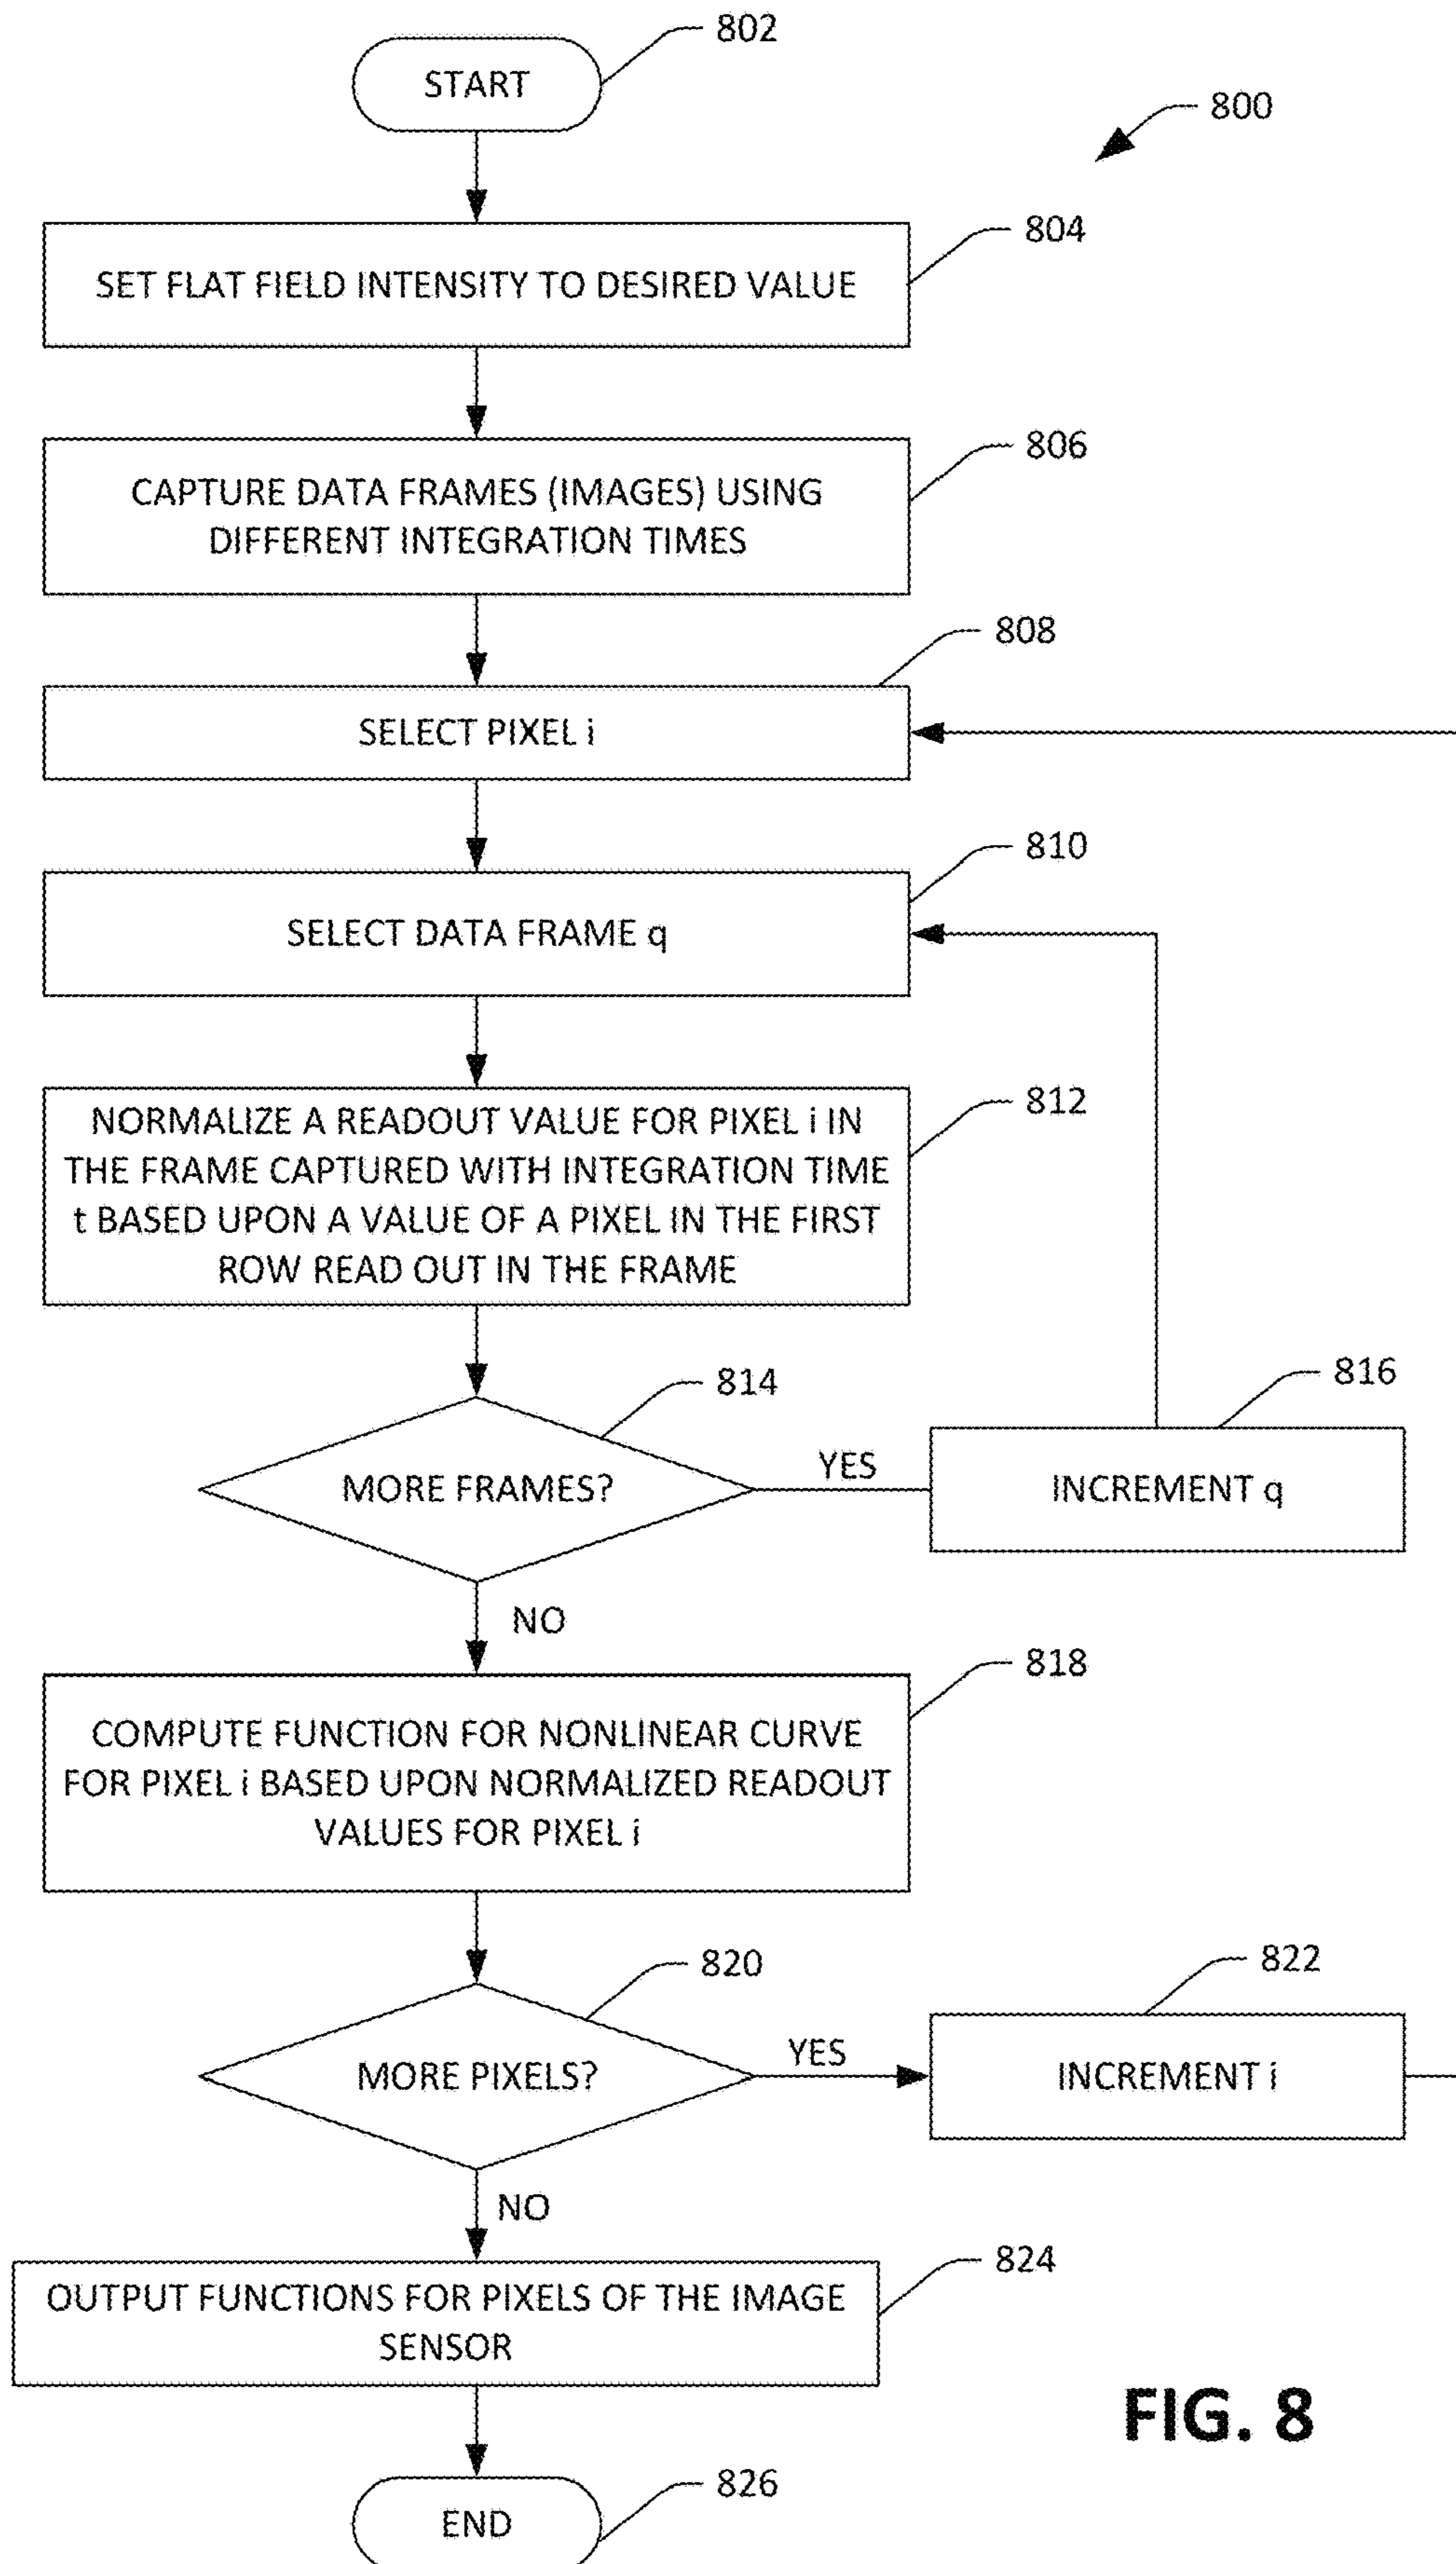 802
START
800
804
SET FLAT FIELD INTENSITY TO DESIRED VALUE
806
CAPTURE DATA FRAMES (IMAGES) USING
DIFFERENT INTEGRATION TIMES
808
SELECT PIXEL i
810
SELECT DATA FRAME q
812
NORMALIZE A READOUT VALUE FOR PIXEL i IN
THE FRAME CAPTURED WITH INTEGRATION TIME
t BASED UPON A VALUE OF A PIXEL IN THE FIRST
ROW READ OUT IN THE FRAME
814
MORE FRAMES?
YES
816
INCREMENT q
NO
818
COMPUTE FUNCTION FOR NONLINEAR CURVE
FOR PIXEL i BASED UPON NORMALIZED READOUT
VALUES FOR PIXEL i
820
MORE PIXELS?
YES
822
INCREMENT i
NO
824
OUTPUT FUNCTIONS FOR PIXELS OF THE IMAGE
SENSOR
FIG. 8
826
END